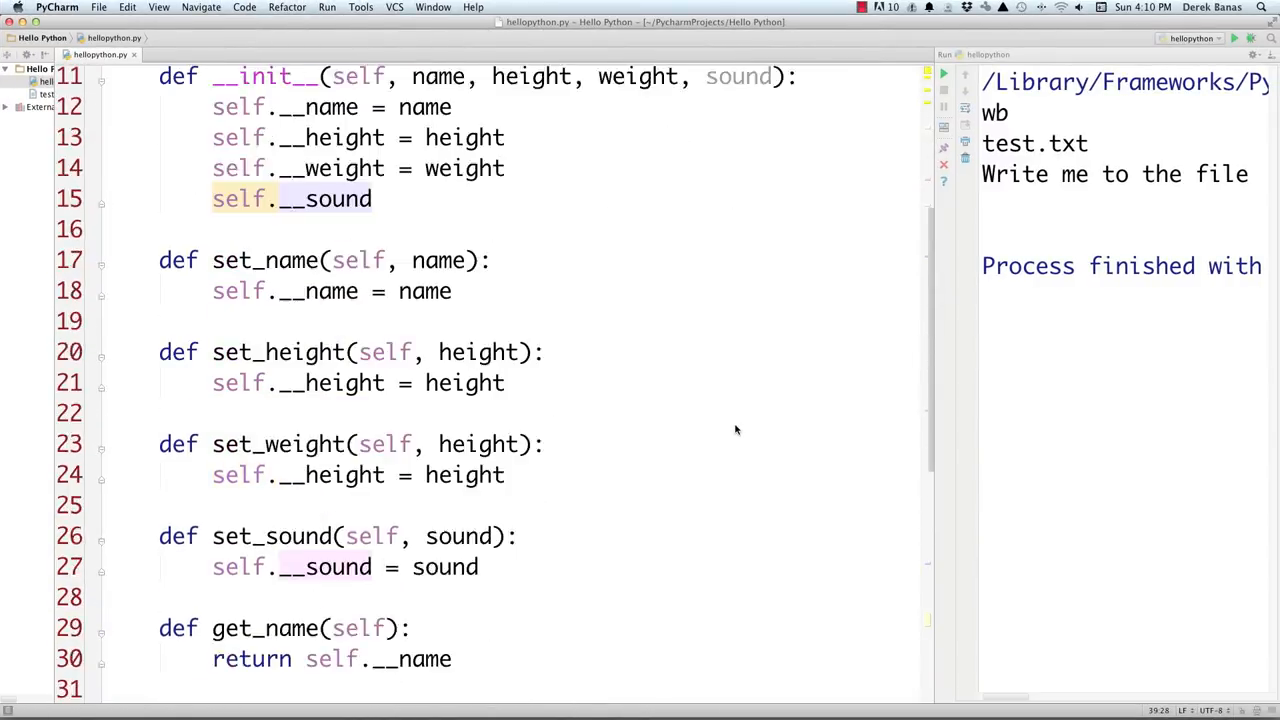 PyCharm File Edit View Navigate Code Refactor Run Tools VCS Window Help 10 Sun 4:10 PM Derek Banas
hellopython.py - Hello Python - [~/PycharmProjects/Hello Python]
Hello Python hellopython.py hellopython
hellopython.py Run hellopython
Hello P
hell
test
Extern
11 def __init__(self, name, height, weight, sound):
12 self.__name = name
13 self.__height = height
14 self.__weight = weight
15 self.__sound
16
17 def set_name(self, name):
18 self.__name = name
19
20 def set_height(self, height):
21 self.__height = height
22
23 def set_weight(self, height):
24 self.__height = height
25
26 def set_sound(self, sound):
27 self.__sound = sound
28
29 def get_name(self):
30 return self.__name
31
/Library/Frameworks/Py
wb
test.txt
Write me to the file
Process finished with
39:28 LF UTF-8